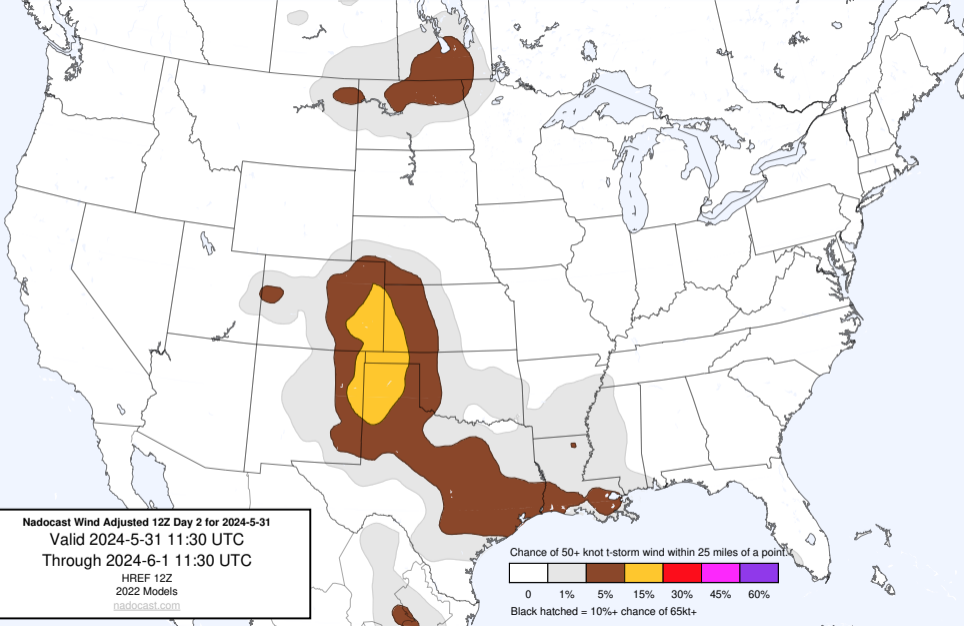 Nadocast Wind Adjusted 12Z Day 2 for 2024-5-31
Valid 2024-5-31 11:30 UTC
Through 2024-6-1 11:30 UTC
HREF 12Z
2022 Models
nadocast.com
Chance of 50+ knot t-storm wind within 25 miles of a point.
0 1% 5% 15% 30% 45% 60%
Black hatched = 10%+ chance of 65kt+